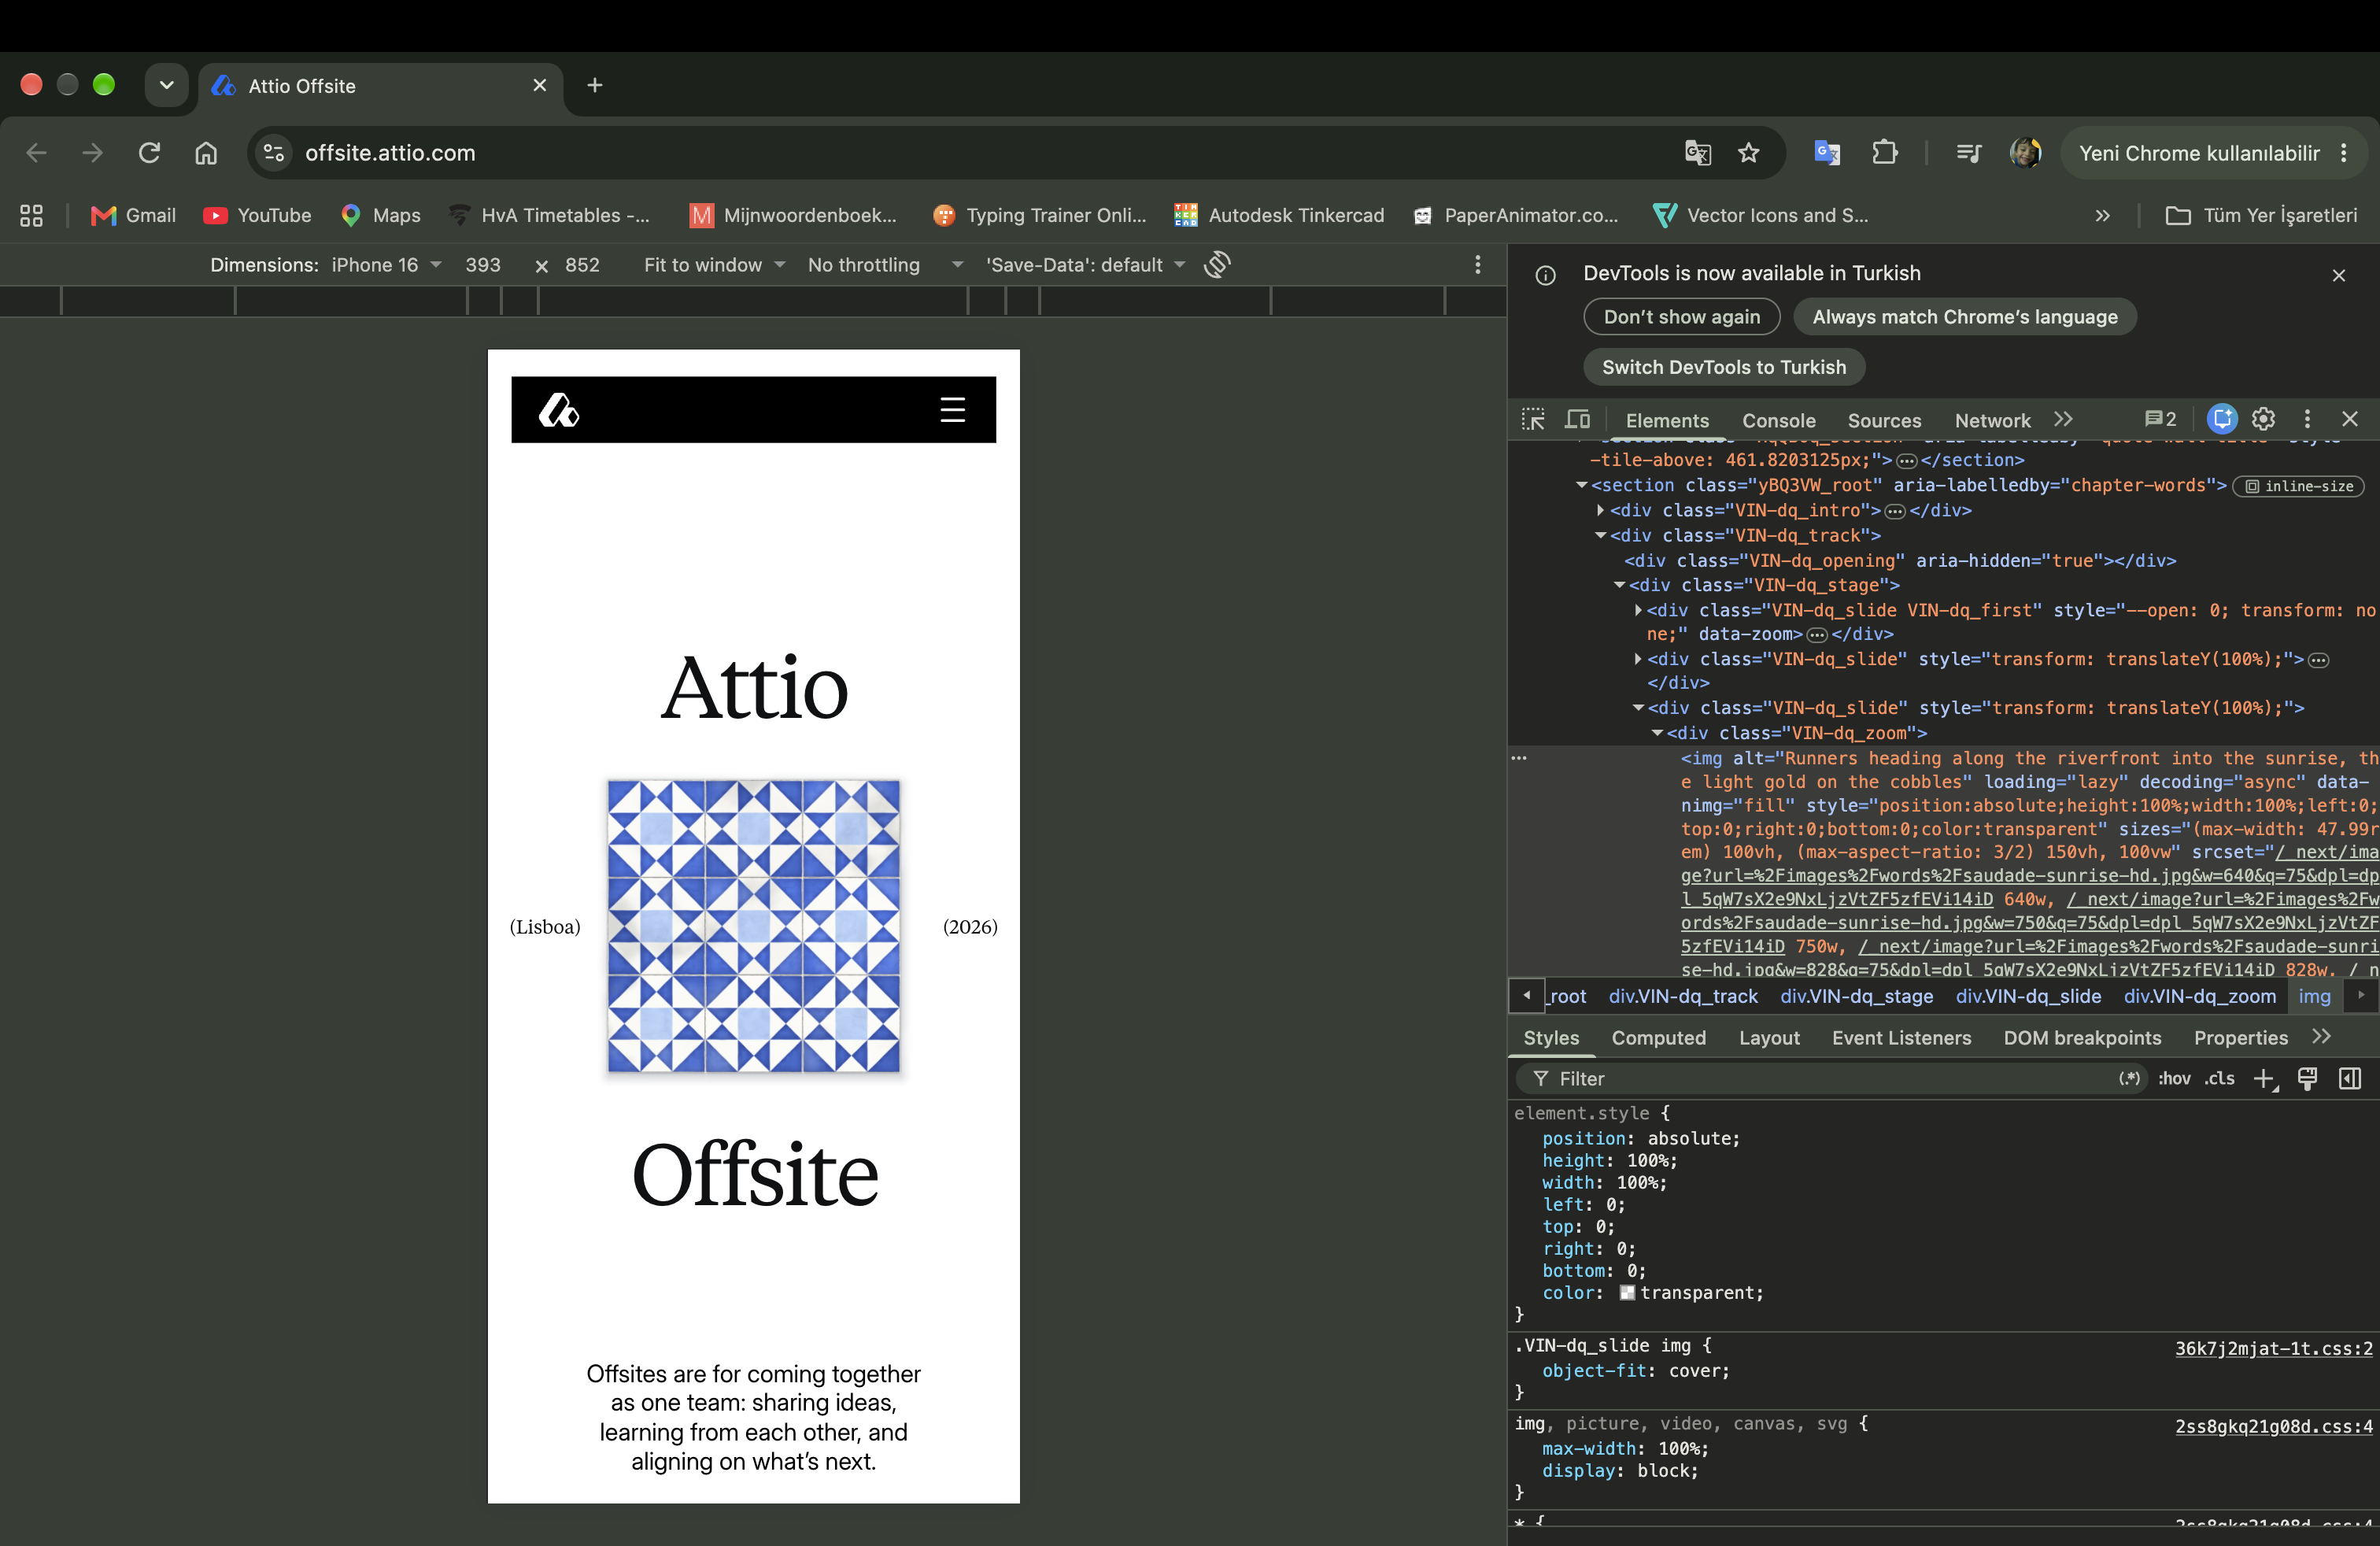 Attio Offsite
offsite.attio.com
Yeni Chrome kullanılabilir
Gmail
YouTube
Maps
HvA Timetables -...
Mijnwoordenboek...
Typing Trainer Onli...
Autodesk Tinkercad
PaperAnimator.co...
Vector Icons and S...
Tüm Yer İşaretleri
Dimensions: iPhone 16 393 x 852 Fit to window No throttling 'Save-Data': default
Attio
(Lisboa)
(2026)
Offsite
Offsites are for coming together
as one team: sharing ideas,
learning from each other, and
aligning on what's next.
DevTools is now available in Turkish
Don't show again
Always match Chrome's language
Switch DevTools to Turkish
Elements Console Sources Network 2
-tile-above: 461.8203125px;">…</section>
<section class="yBQ3VW_root" aria-labelledby="chapter-words"> inline-size
<div class="VIN-dq_intro">…</div>
<div class="VIN-dq_track">
<div class="VIN-dq_opening" aria-hidden="true"></div>
<div class="VIN-dq_stage">
<div class="VIN-dq_slide VIN-dq_first" style="--open: 0; transform: no
ne;" data-zoom>…</div>
<div class="VIN-dq_slide" style="transform: translateY(100%);">…
</div>
<div class="VIN-dq_slide" style="transform: translateY(100%);">
<div class="VIN-dq_zoom">
<img alt="Runners heading along the riverfront into the sunrise, th
e light gold on the cobbles" loading="lazy" decoding="async" data-
nimg="fill" style="position:absolute;height:100%;width:100%;left:0;
top:0;right:0;bottom:0;color:transparent" sizes="(max-width: 47.99r
em) 100vh, (max-aspect-ratio: 3/2) 150vh, 100vw" srcset="/_next/ima
ge?url=%2Fimages%2Fwords%2Fsaudade-sunrise-hd.jpg&w=640&q=75&dpl=dp
l_5qW7sX2e9NxLjzVtZF5zfEVi14iD 640w, /_next/image?url=%2Fimages%2Fw
ords%2Fsaudade-sunrise-hd.jpg&w=750&q=75&dpl=dpl_5qW7sX2e9NxLjzVtZF
5zfEVi14iD 750w, /_next/image?url=%2Fimages%2Fwords%2Fsaudade-sunri
se-hd.jpg&w=828&q=75&dpl=dpl_5qW7sX2e9NxLjzVtZF5zfEVi14iD 828w, /_n
_root div.VIN-dq_track div.VIN-dq_stage div.VIN-dq_slide div.VIN-dq_zoom img
Styles Computed Layout Event Listeners DOM breakpoints Properties
Filter (.*) :hov .cls
element.style {
position: absolute;
height: 100%;
width: 100%;
left: 0;
top: 0;
right: 0;
bottom: 0;
color: transparent;
}
.VIN-dq_slide img { 36k7j2mjat-1t.css:2
object-fit: cover;
}
img, picture, video, canvas, svg { 2ss8gkq21g08d.css:4
max-width: 100%;
display: block;
}
* { 2ss8gkq21g08d.css:4